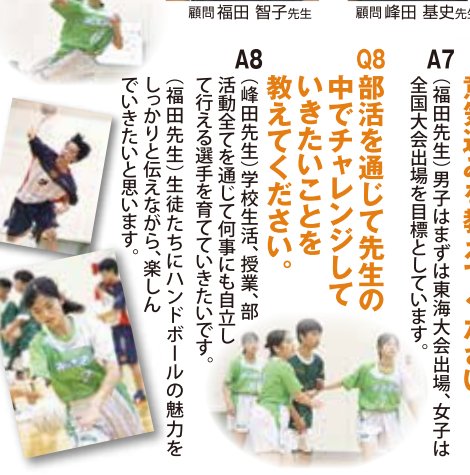 顧問 福田 智子先生
顧問 峰田 基史先生
A7
（福田先生）男子はまずは東海大会出場、女子は
全国大会出場を目標としています。
Q8
部活を通じて先生の
中でチャレンジして
いきたいことを
教えてください。
A8
（峰田先生）学校生活、授業、部
活動全てを通じて何事にも自立し
て行える選手を育てていきたいです。
（福田先生）生徒たちにハンドボールの魅力を
しっかりと伝えながら、楽しん
でいきたいと思います。